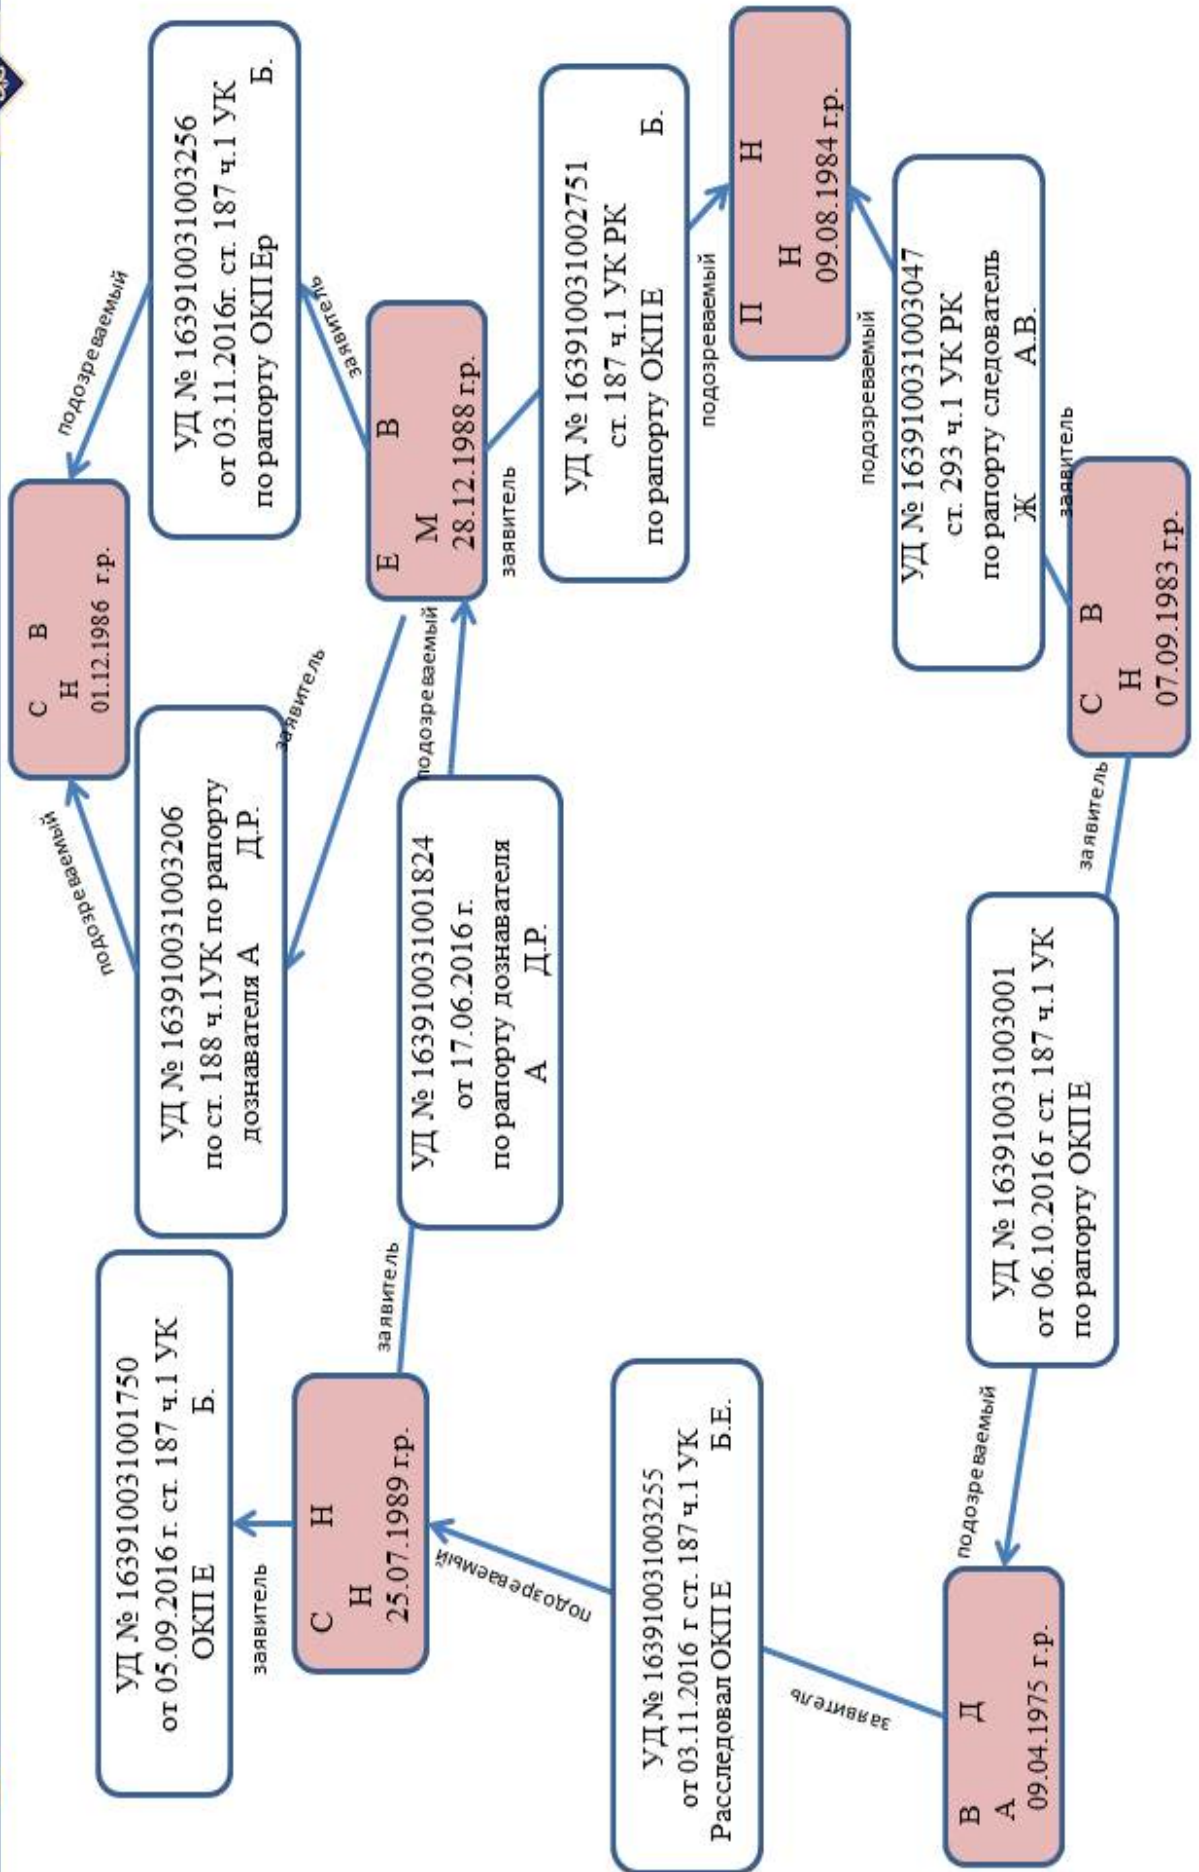 УД № 163910031001750
от 05.09.2016 г. ст. 187 ч.1 УК
ОКП Е Б.
заявитель
С Н
Н
25.07.1989 г.р.
заявитель
подозреваемый
УД № 163910031003255
от 03.11.2016 г ст. 187 ч.1 УК
Расследовал ОКП Е Б.Е.
заявитель
В Д
А
09.04.1975 г.р.
подозреваемый
УД № 163910031003206
по ст. 188 ч.1УК по рапорту
дознавателя А Д.Р.
подозреваемый
заявитель
УД № 163910031001824
от 17.06.2016 г.
по рапорту дознавателя
А Д.Р.
подозреваемый
УД № 163910031003001
от 06.10.2016 г ст. 187 ч.1 УК
по рапорту ОКП Е
заявитель
С В
Н
01.12.1986 г.р.
подозреваемый
УД № 163910031003256
от 03.11.2016г. ст. 187 ч.1 УК
по рапорту ОКП Ер Б.
заявитель
Е В
М
28.12.1988 г.р.
заявитель
УД № 163910031002751
ст. 187 ч.1 УК РК
по рапорту ОКП Е Б.
подозреваемый
П Н
Н
09.08.1984 г.р.
подозреваемый
УД № 163910031003047
ст. 293 ч.1 УК РК
по рапорту следователь
Ж А.В.
заявитель
С В
Н
07.09.1983 г.р.